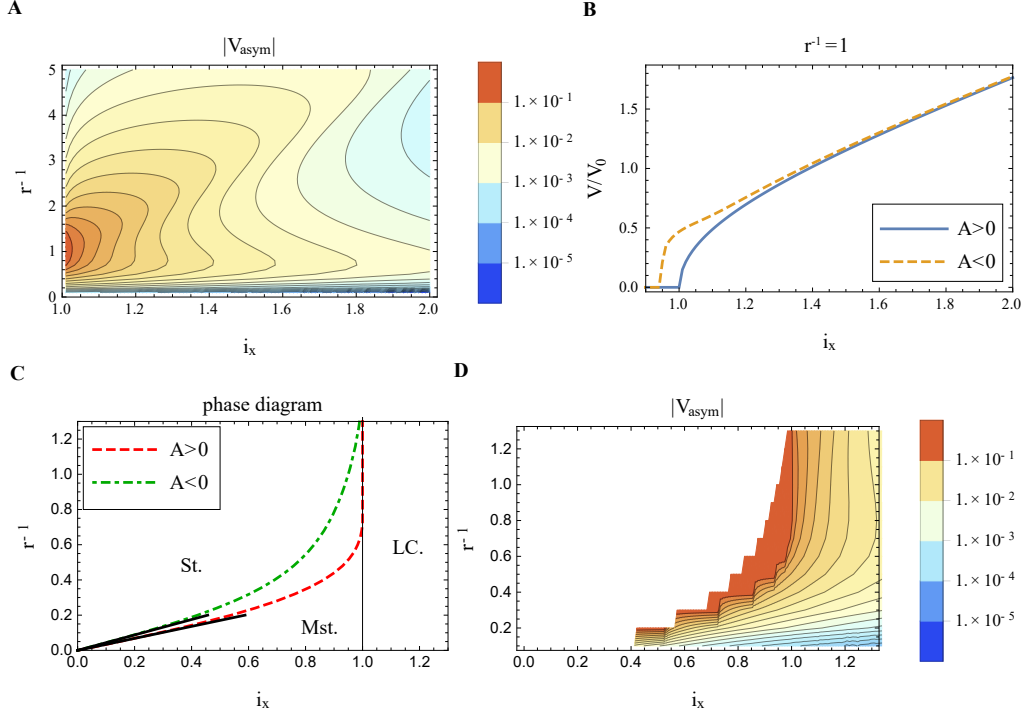 A
|V_asym|
5
4
3
2
1
0
r⁻¹
1.0 1.2 1.4 1.6 1.8 2.0
i_x
1. × 10⁻¹
1. × 10⁻²
1. × 10⁻³
1. × 10⁻⁴
1. × 10⁻⁵
B
r⁻¹ = 1
V/V₀
1.5
1.0
0.5
0.0
1.0 1.2 1.4 1.6 1.8 2.0
i_x
A>0
A<0
C
phase diagram
A>0
A<0
r⁻¹
1.2
1.0
0.8
0.6
0.4
0.2
0.0
St.
LC.
Mst.
0.0 0.2 0.4 0.6 0.8 1.0 1.2
i_x
D
|V_asym|
r⁻¹
1.2
1.0
0.8
0.6
0.4
0.2
0.0 0.2 0.4 0.6 0.8 1.0 1.2
i_x
1. × 10⁻¹
1. × 10⁻²
1. × 10⁻³
1. × 10⁻⁴
1. × 10⁻⁵